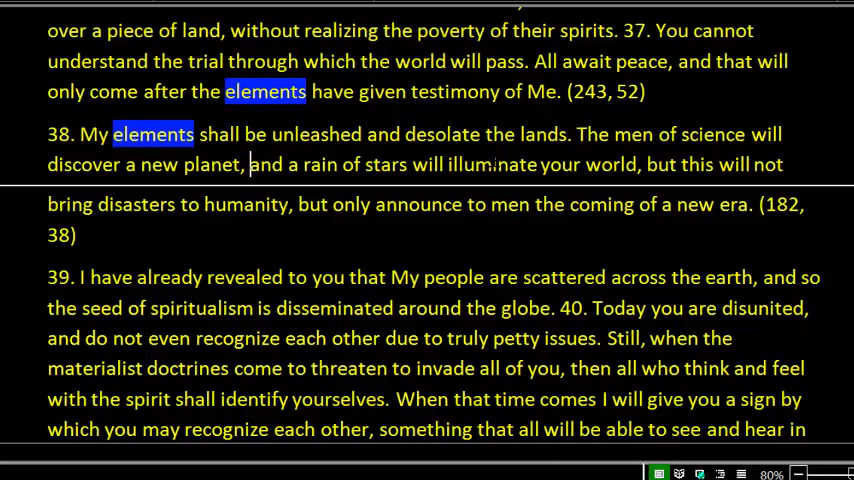 over a piece of land, without realizing the poverty of their spirits. 37. You cannot
understand the trial through which the world will pass. All await peace, and that will
only come after the elements have given testimony of Me. (243, 52)
38. My elements shall be unleashed and desolate the lands. The men of science will
discover a new planet, and a rain of stars will illuminate your world, but this will not
bring disasters to humanity, but only announce to men the coming of a new era. (182,
38)
39. I have already revealed to you that My people are scattered across the earth, and so
the seed of spiritualism is disseminated around the globe. 40. Today you are disunited,
and do not even recognize each other due to truly petty issues. Still, when the
materialist doctrines come to threaten to invade all of you, then all who think and feel
with the spirit shall identify yourselves. When that time comes I will give you a sign by
which you may recognize each other, something that all will be able to see and hear in
80%